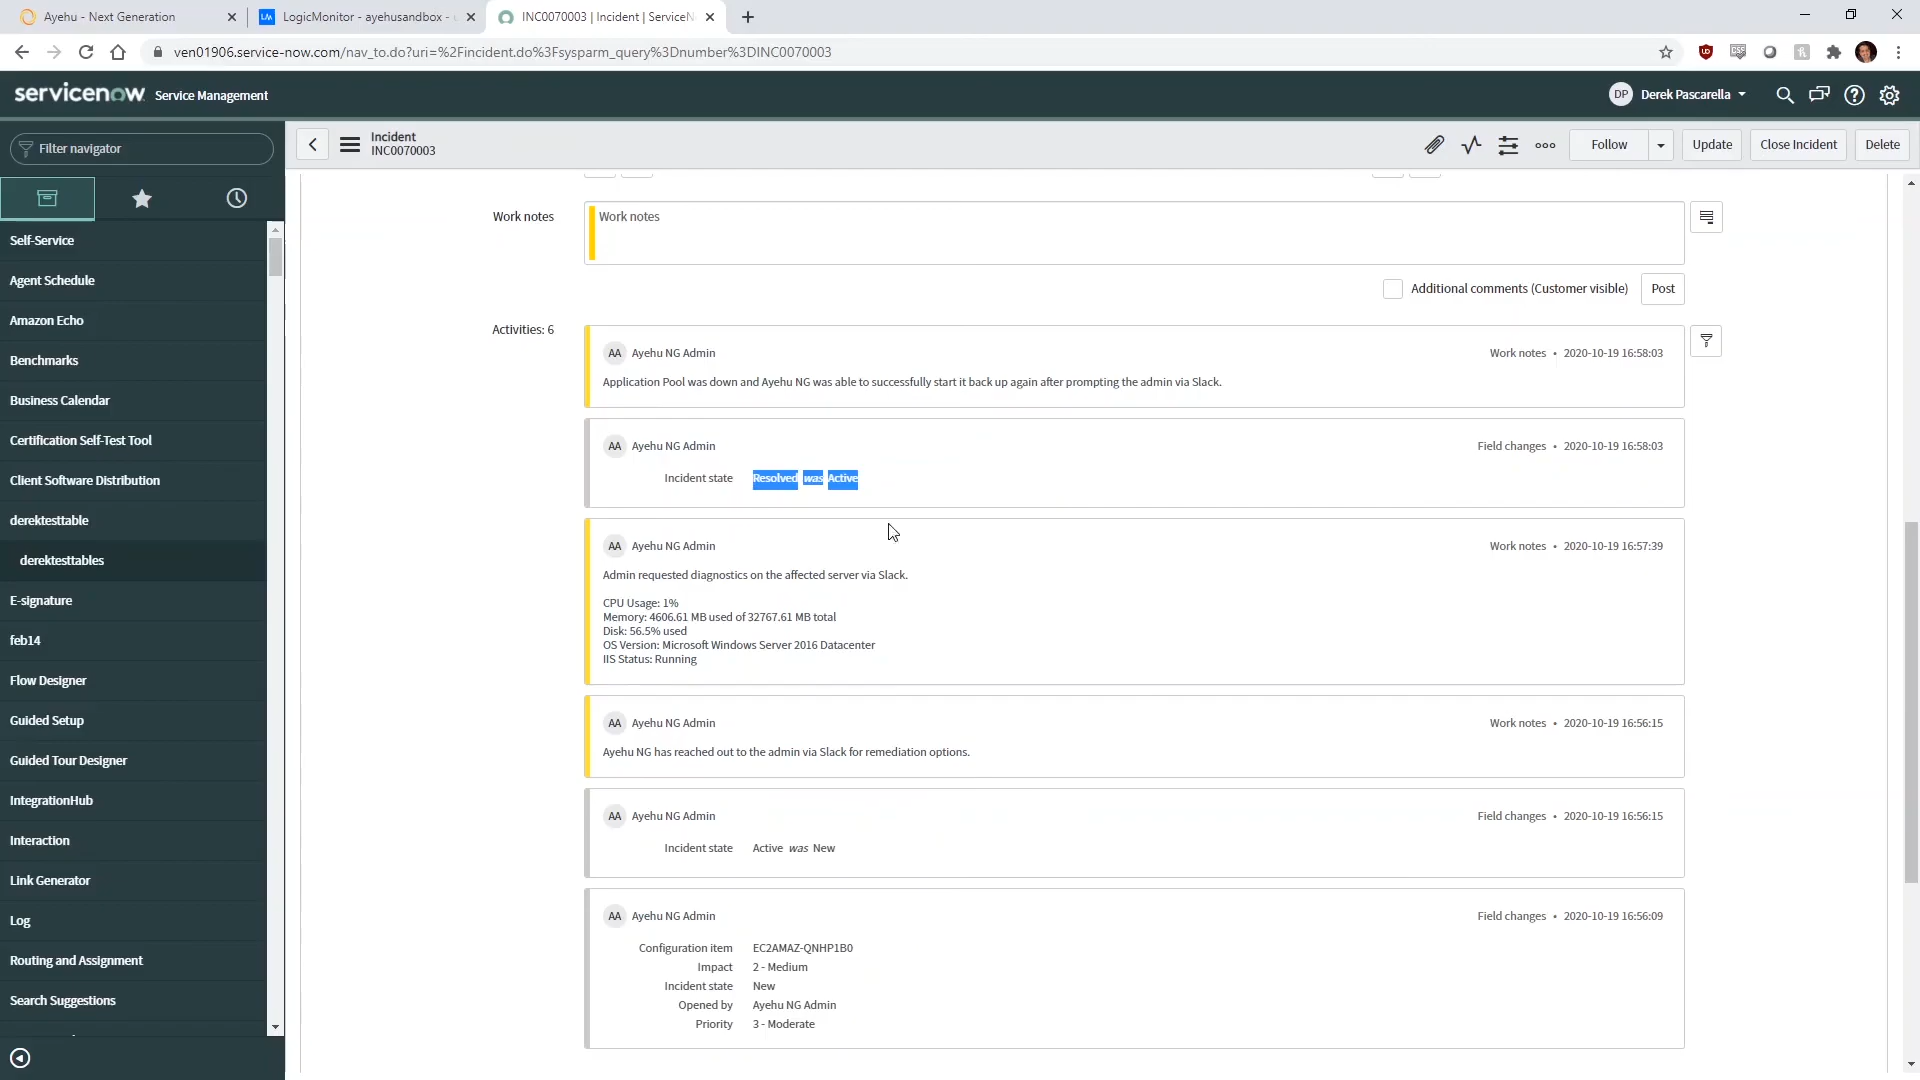 Ayehu - Next Generation
LogicMonitor - ayehusandbox -
INC0070003 | Incident | ServiceN
ven01906.service-now.com/nav_to.do?uri=%2Fincident.do%3Fsysparm_query%3Dnumber%3DINC0070003
servicenow Service Management
DP Derek Pascarella
Filter navigator
Incident
INC0070003
Follow
Update
Close Incident
Delete
Self-Service
Agent Schedule
Amazon Echo
Benchmarks
Business Calendar
Certification Self-Test Tool
Client Software Distribution
derektesttable
derektesttables
E-signature
feb14
Flow Designer
Guided Setup
Guided Tour Designer
IntegrationHub
Interaction
Link Generator
Log
Routing and Assignment
Search Suggestions
Work notes
Work notes
Additional comments (Customer visible)
Post
Activities: 6
AA Ayehu NG Admin
Work notes • 2020-10-19 16:58:03
Application Pool was down and Ayehu NG was able to successfully start it back up again after prompting the admin via Slack.
AA Ayehu NG Admin
Field changes • 2020-10-19 16:58:03
Incident state Resolved was Active
AA Ayehu NG Admin
Work notes • 2020-10-19 16:57:39
Admin requested diagnostics on the affected server via Slack.
CPU Usage: 1%
Memory: 4606.61 MB used of 32767.61 MB total
Disk: 56.5% used
OS Version: Microsoft Windows Server 2016 Datacenter
IIS Status: Running
AA Ayehu NG Admin
Work notes • 2020-10-19 16:56:15
Ayehu NG has reached out to the admin via Slack for remediation options.
AA Ayehu NG Admin
Field changes • 2020-10-19 16:56:15
Incident state Active was New
AA Ayehu NG Admin
Field changes • 2020-10-19 16:56:09
Configuration item EC2AMAZ-QNHP1B0
Impact 2 - Medium
Incident state New
Opened by Ayehu NG Admin
Priority 3 - Moderate